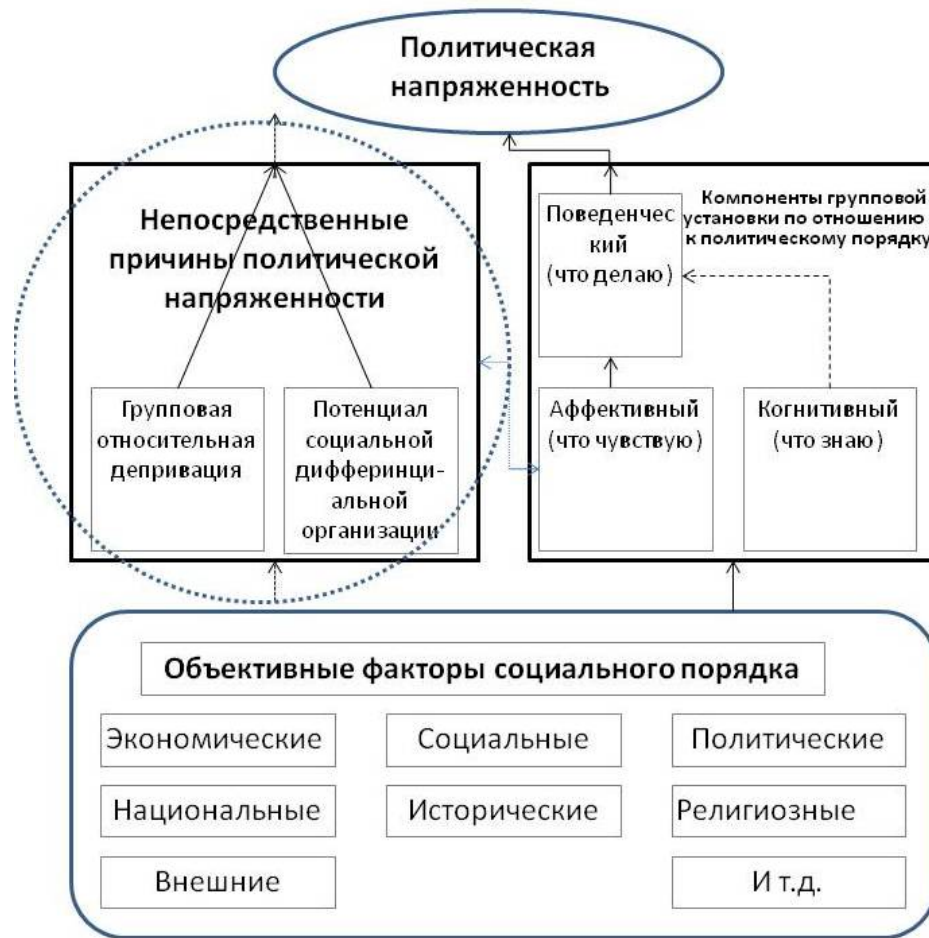 Политическая
напряженность
Непосредственные
причины политической
напряженности
Групповая
относительная
депривация
Потенциал
социальной
дифферинци-
альной
организации
Компоненты групповой
установки по отношению
к политическому порядку
Поведенчес
кий
(что делаю)
Аффективный
(что чувствую)
Когнитивный
(что знаю)
Объективные факторы социального порядка
Экономические
Социальные
Политические
Национальные
Исторические
Религиозные
Внешние
И т.д.